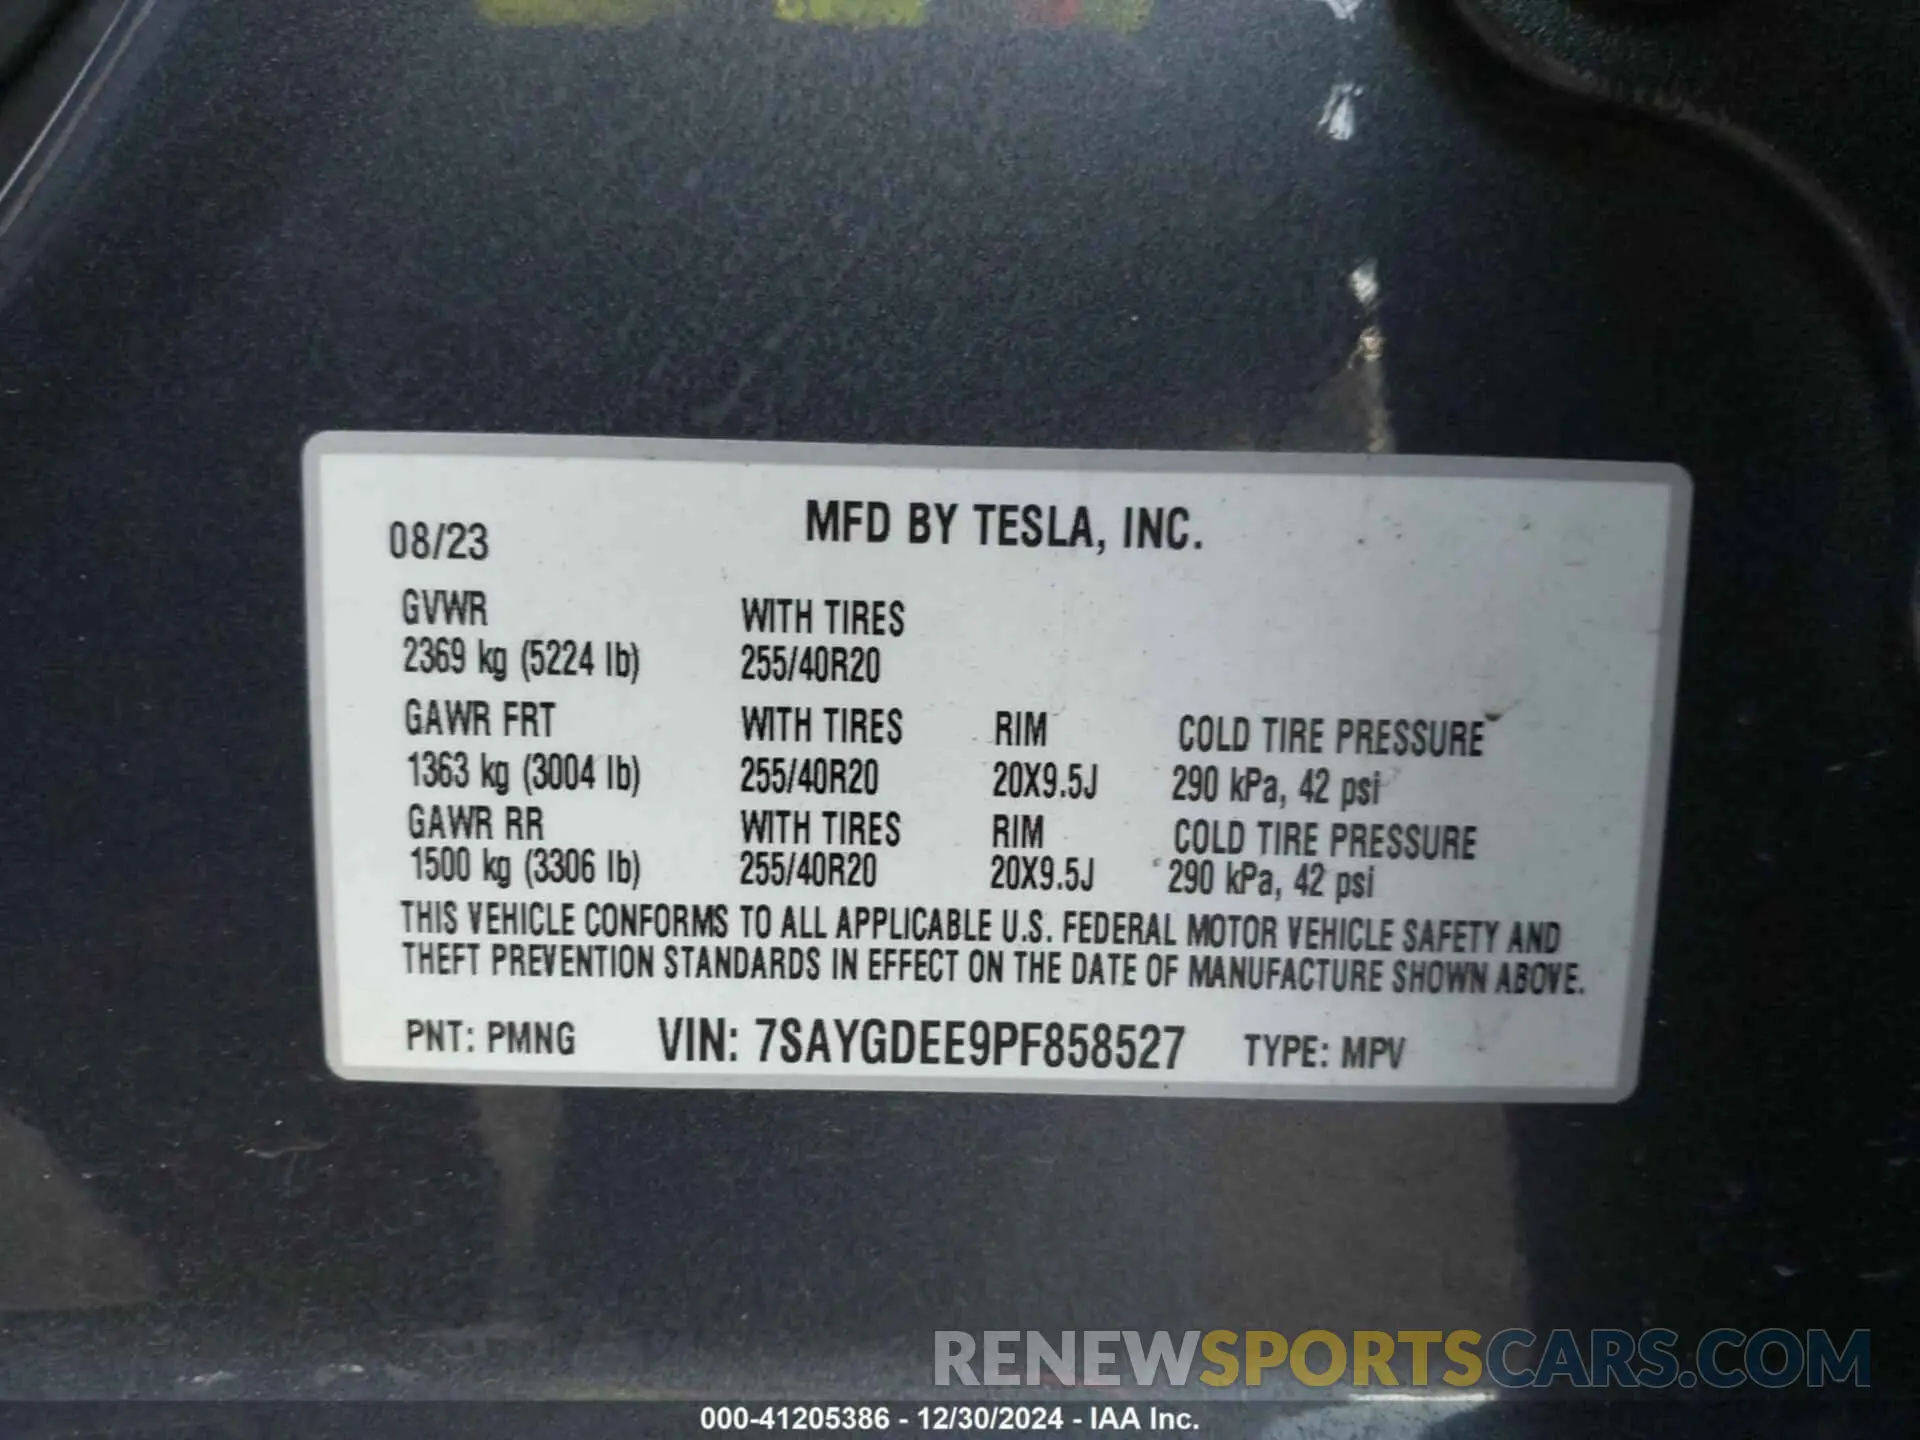 08/23 MFD BY TESLA, INC.
GVWR WITH TIRES
2369 kg (5224 lb) 255/40R20
GAWR FRT WITH TIRES RIM COLD TIRE PRESSURE
1363 kg (3004 lb) 255/40R20 20X9.5J 290 kPa, 42 psi
GAWR RR WITH TIRES RIM COLD TIRE PRESSURE
1500 kg (3306 lb) 255/40R20 20X9.5J 290 kPa, 42 psi
THIS VEHICLE CONFORMS TO ALL APPLICABLE U.S. FEDERAL MOTOR VEHICLE SAFETY AND
THEFT PREVENTION STANDARDS IN EFFECT ON THE DATE OF MANUFACTURE SHOWN ABOVE.
PNT: PMNG VIN: 7SAYGDEE9PF858527 TYPE: MPV
RENEWSPORTSCARS.COM
000-41205386 - 12/30/2024 - IAA Inc.